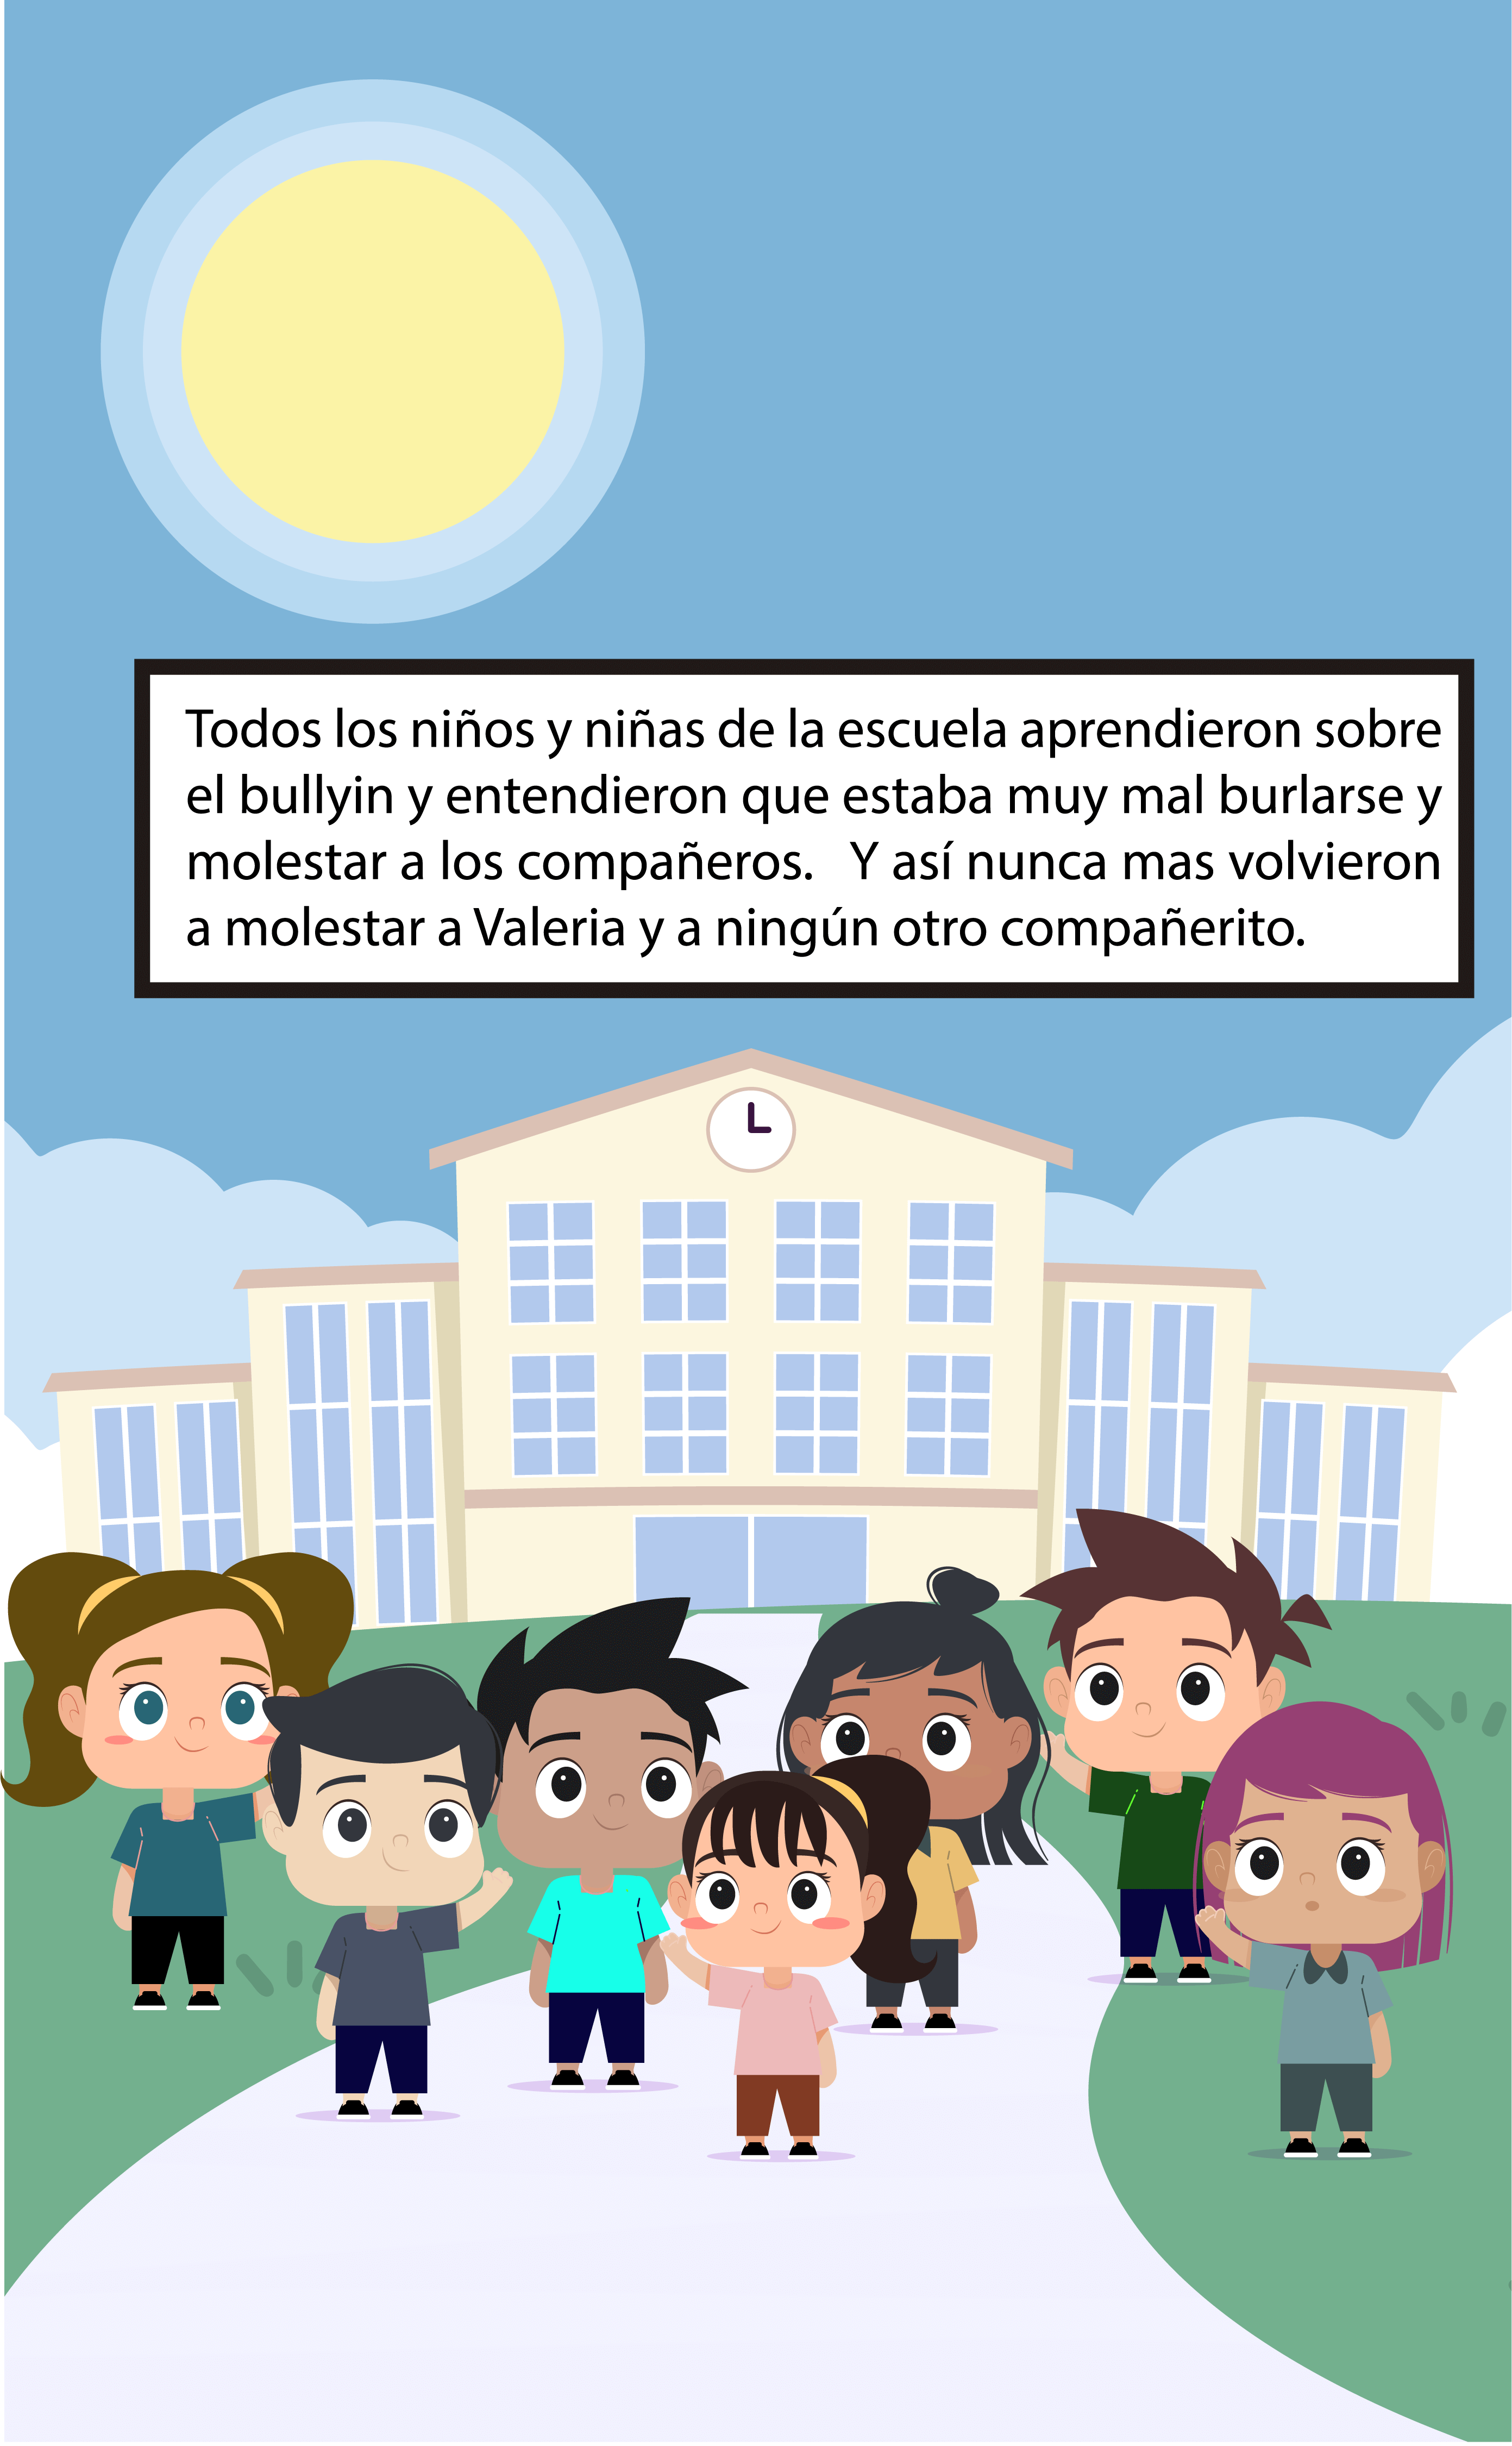 Todos los niños y niñas de la escuela aprendieron sobre
el bullyin y entendieron que estaba muy mal burlarse y
molestar a los compañeros.   Y así nunca mas volvieron
a molestar a Valeria y a ningún otro compañerito.